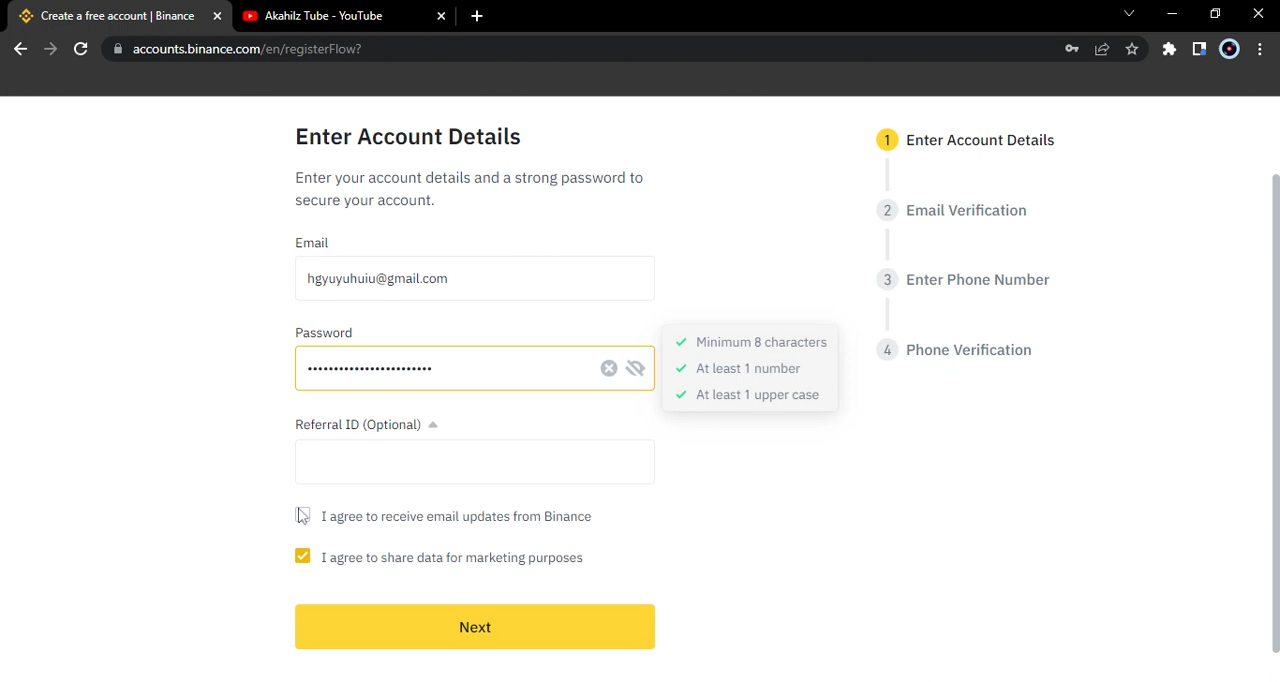 Create a free account | Binance
Akahilz Tube - YouTube
accounts.binance.com/en/registerFlow?
Enter Account Details
Enter your account details and a strong password to
secure your account.
Email
hgyuyuhuiu@gmail.com
Password
••••••••••••••••••••••••
Minimum 8 characters
At least 1 number
At least 1 upper case
Referral ID (Optional)
I agree to receive email updates from Binance
I agree to share data for marketing purposes
Next
1 Enter Account Details
2 Email Verification
3 Enter Phone Number
4 Phone Verification